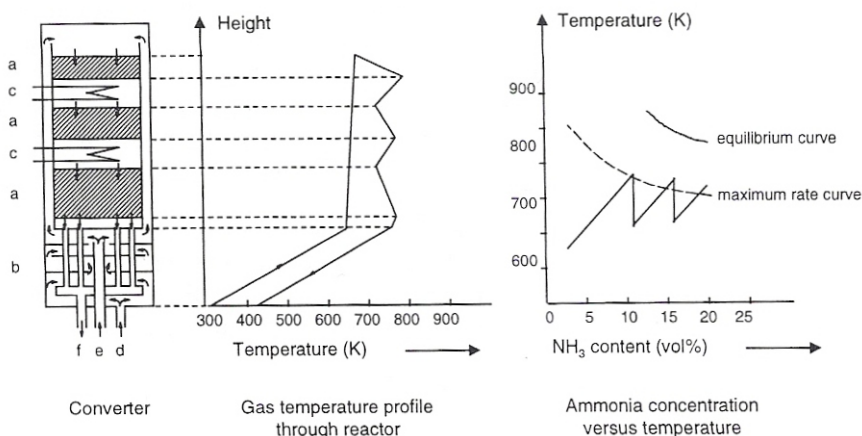 a
c
a
c
a
b
f e d
Converter
Height
300 400 500 600 700 800 900
Temperature (K)
Gas temperature profile
through reactor
Temperature (K)
900
800
700
600
equilibrium curve
maximum rate curve
0 5 10 15 20 25
NH₃ content (vol%)
Ammonia concentration
versus temperature